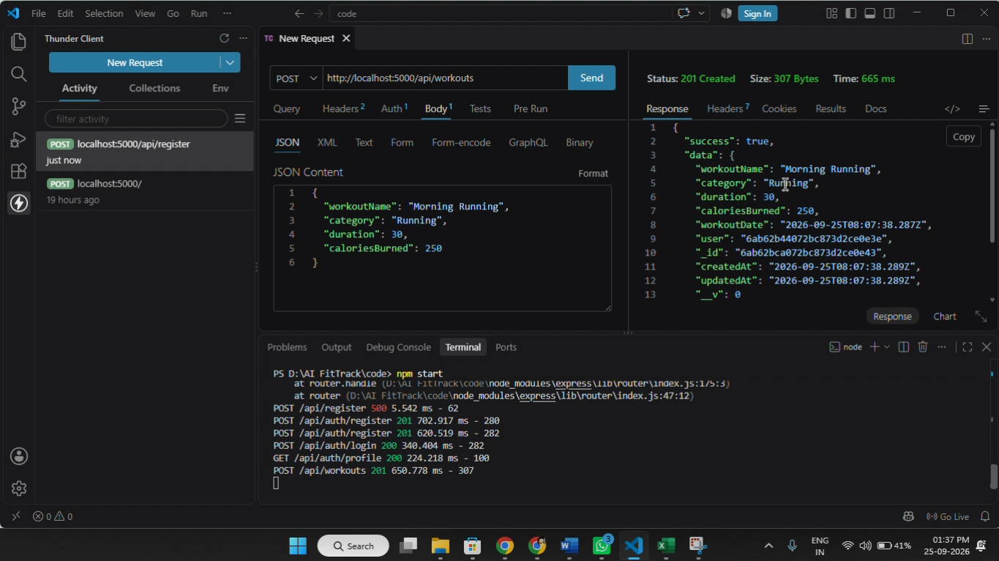 File Edit Selection View Go Run ··· code Sign In
Thunder Client
New Request
Activity Collections Env
filter activity
POST localhost:5000/api/register
just now
POST localhost:5000/
19 hours ago
TC New Request
POST http://localhost:5000/api/workouts Send
Query Headers 2 Auth 1 Body 1 Tests Pre Run
JSON XML Text Form Form-encode GraphQL Binary
JSON Content Format
1 {
2 "workoutName": "Morning Running",
3 "category": "Running",
4 "duration": 30,
5 "caloriesBurned": 250
6 }
Status: 201 Created Size: 307 Bytes Time: 665 ms
Response Headers 7 Cookies Results Docs </>
Copy
1 {
2 "success": true,
3 "data": {
4 "workoutName": "Morning Running",
5 "category": "Running",
6 "duration": 30,
7 "caloriesBurned": 250,
8 "workoutDate": "2026-09-25T08:07:38.287Z",
9 "user": "6ab62b44072bc873d2ce0e3e",
10 "_id": "6ab62bca072bc873d2ce0e43",
11 "createdAt": "2026-09-25T08:07:38.289Z",
12 "updatedAt": "2026-09-25T08:07:38.289Z",
13 "__v": 0
Response Chart
Problems Output Debug Console Terminal Ports node
PS D:\AI FitTrack\code> npm start
at router.handle (D:\AI FitTrack\code\node_modules\express\lib\router\index.js:175:3)
at router (D:\AI FitTrack\code\node_modules\express\lib\router\index.js:47:12)
POST /api/register 500 5.542 ms - 62
POST /api/auth/register 201 702.917 ms - 280
POST /api/auth/register 201 620.519 ms - 282
POST /api/auth/login 200 340.404 ms - 282
GET /api/auth/profile 200 224.218 ms - 100
POST /api/workouts 201 650.778 ms - 307
0 0 Go Live
Search 3 ENG IN 41% 01:37 PM
25-09-2026